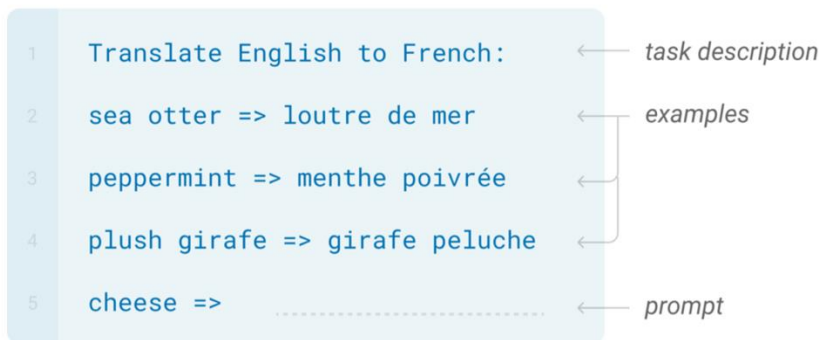 1 Translate English to French: task description
2 sea otter => loutre de mer examples
3 peppermint => menthe poivrée
4 plush girafe => girafe peluche
5 cheese => prompt